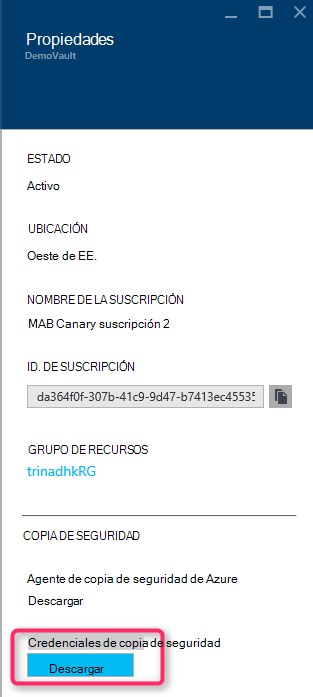 Propiedades
DemoVault
ESTADO
Activo
UBICACIÓN
Oeste de EE.
NOMBRE DE LA SUSCRIPCIÓN
MAB Canary suscripción 2
ID. DE SUSCRIPCIÓN
da364f0f-307b-41c9-9d47-b7413ec45535
GRUPO DE RECURSOS
trinadhkRG
COPIA DE SEGURIDAD
Agente de copia de seguridad de Azure
Descargar
Credenciales de copia de seguridad
Descargar